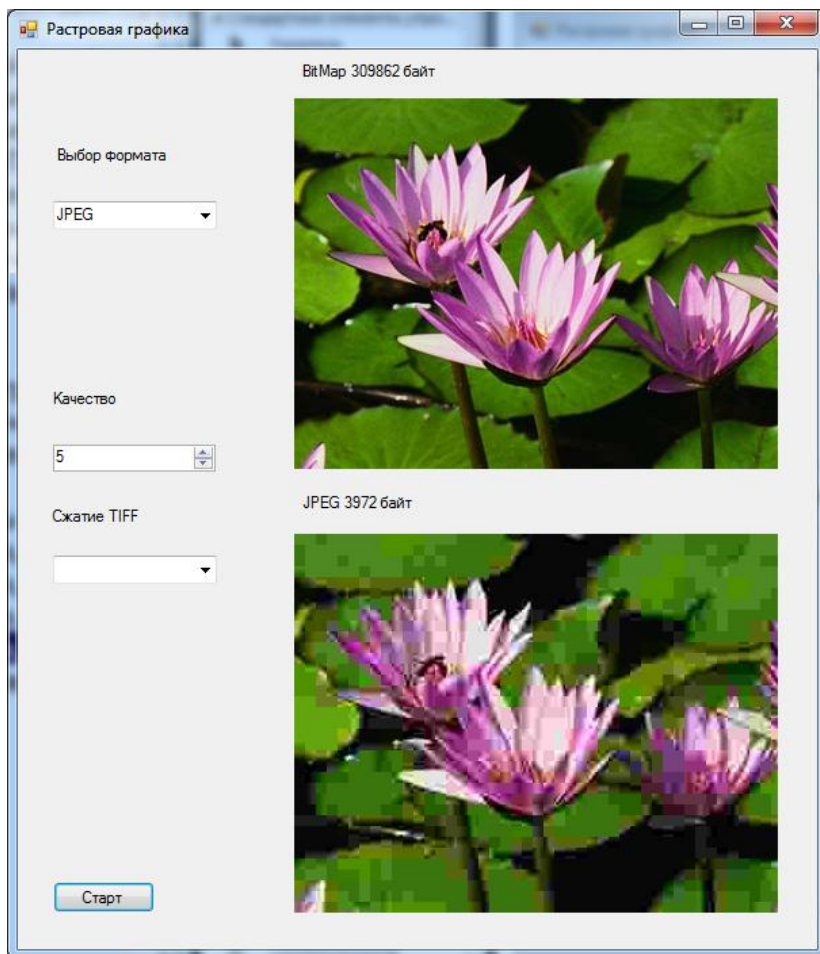 Растровая графика
BitMap 309862 байт
Выбор формата
JPEG
Качество
5
Сжатие TIFF
JPEG 3972 байт
Старт